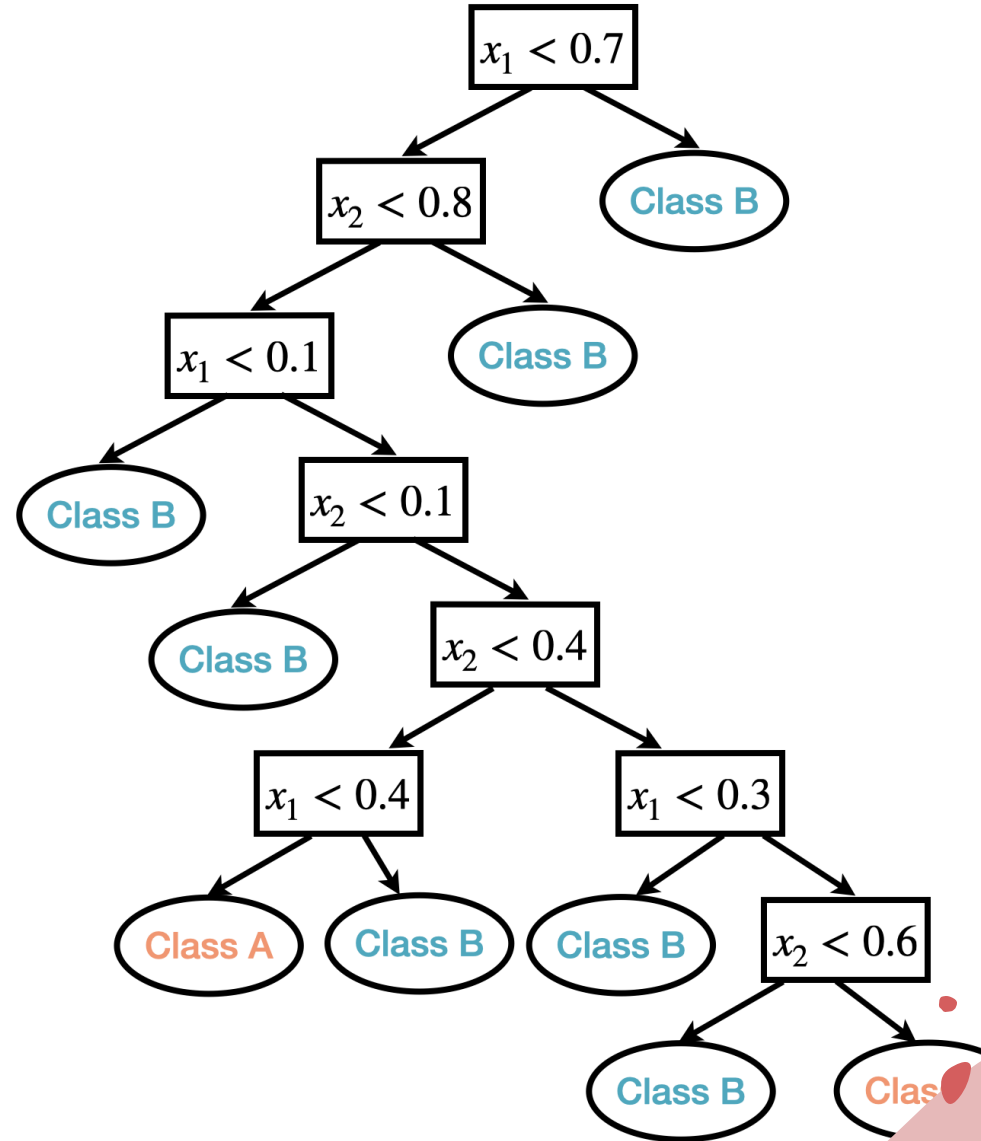 x₁ < 0.7
x₂ < 0.8
Class B
x₁ < 0.1
Class B
Class B
x₂ < 0.1
Class B
x₂ < 0.4
x₁ < 0.4
x₁ < 0.3
Class A
Class B
Class B
x₂ < 0.6
Class B